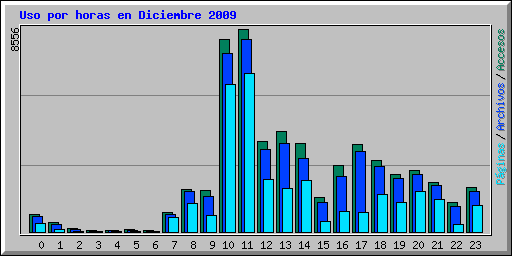 Uso por horas en Diciembre 2009
8556
Páginas / Archivos / Accesos
0 1 2 3 4 5 6 7 8 9 10 11 12 13 14 15 16 17 18 19 20 21 22 23